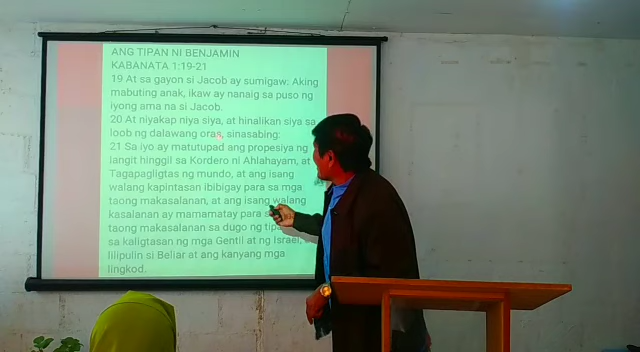 ANG TIPAN NI BENJAMIN
KABANATA 1:19-21
19 At sa gayon si Jacob ay sumigaw: Aking
mabuting anak, ikaw ay nanaig sa puso ng
iyong ama na si Jacob.
20 At niyakap niya siya, at hinalikan siya sa
loob ng dalawang oras, sinasabing:
21 Sa iyo ay matutupad ang propesiya ng
langit hinggil sa Kordero ni Ahlahayam, at
Tagapagligtas ng mundo, at ang isang
walang kapintasan ibibigay para sa mga
taong makasalanan, at ang isang walang
kasalanan ay mamamatay para
taong makasalanan sa dugo ng
sa kaligtasan ng mga Gentil at ng Israel,
lilipulin si Beliar at ang kanyang mga
lingkod.